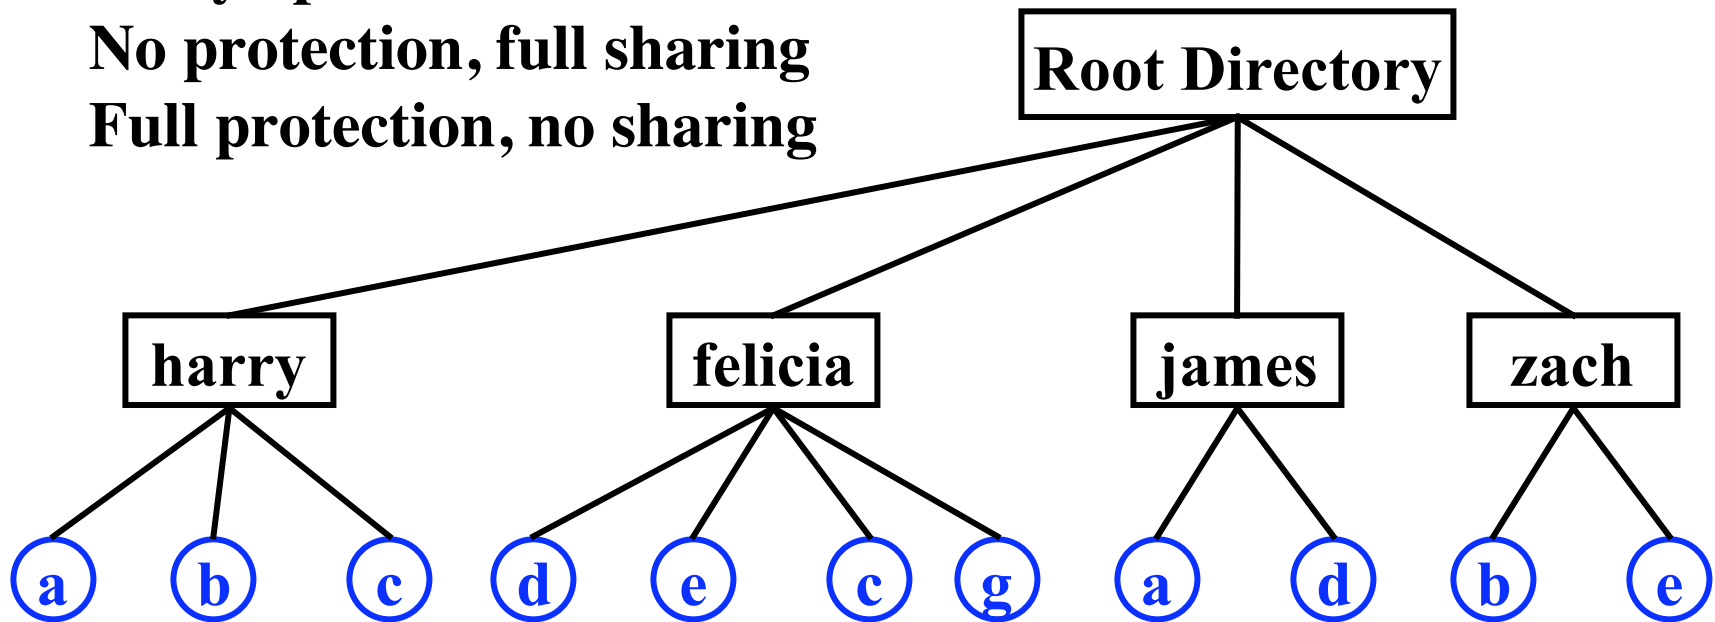 No protection, full sharing
Full protection, no sharing
Root Directory
harry felicia james zach
a b c d e c g a d b e